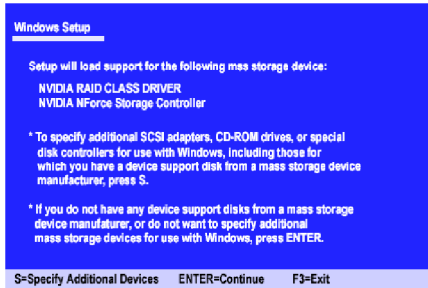 Windows Setup
Setup will load support for the following mss storage device:
NVIDIA RAID CLASS DRIVER
NVIDIA NForce Storage Controller
* To specify additional SCSI adapters, CD-ROM drives, or special
disk controllers for use with Windows, including those for
which you have a device support disk from a mass storage device
manufacturer, press S.
* If you do not have any device support disks from a mass storage
device manufatuter, or do not want to specify additional
mass storage devices for use with Windows, press ENTER.
S=Specify Additional Devices ENTER=Continue F3=Exit